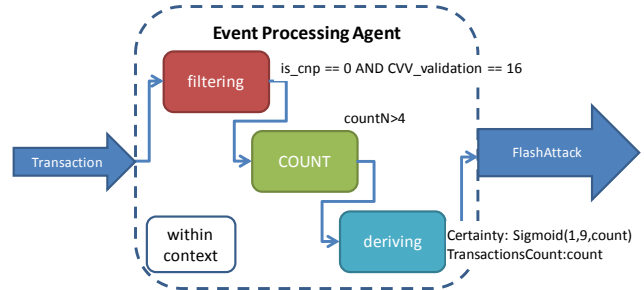 Event Processing Agent
is_cnp == 0 AND CVV_validation == 16
filtering
countN>4
Transaction
COUNT
FlashAttack
within
context
deriving
Certainty: Sigmoid(1,9,count)
TransactionsCount:count